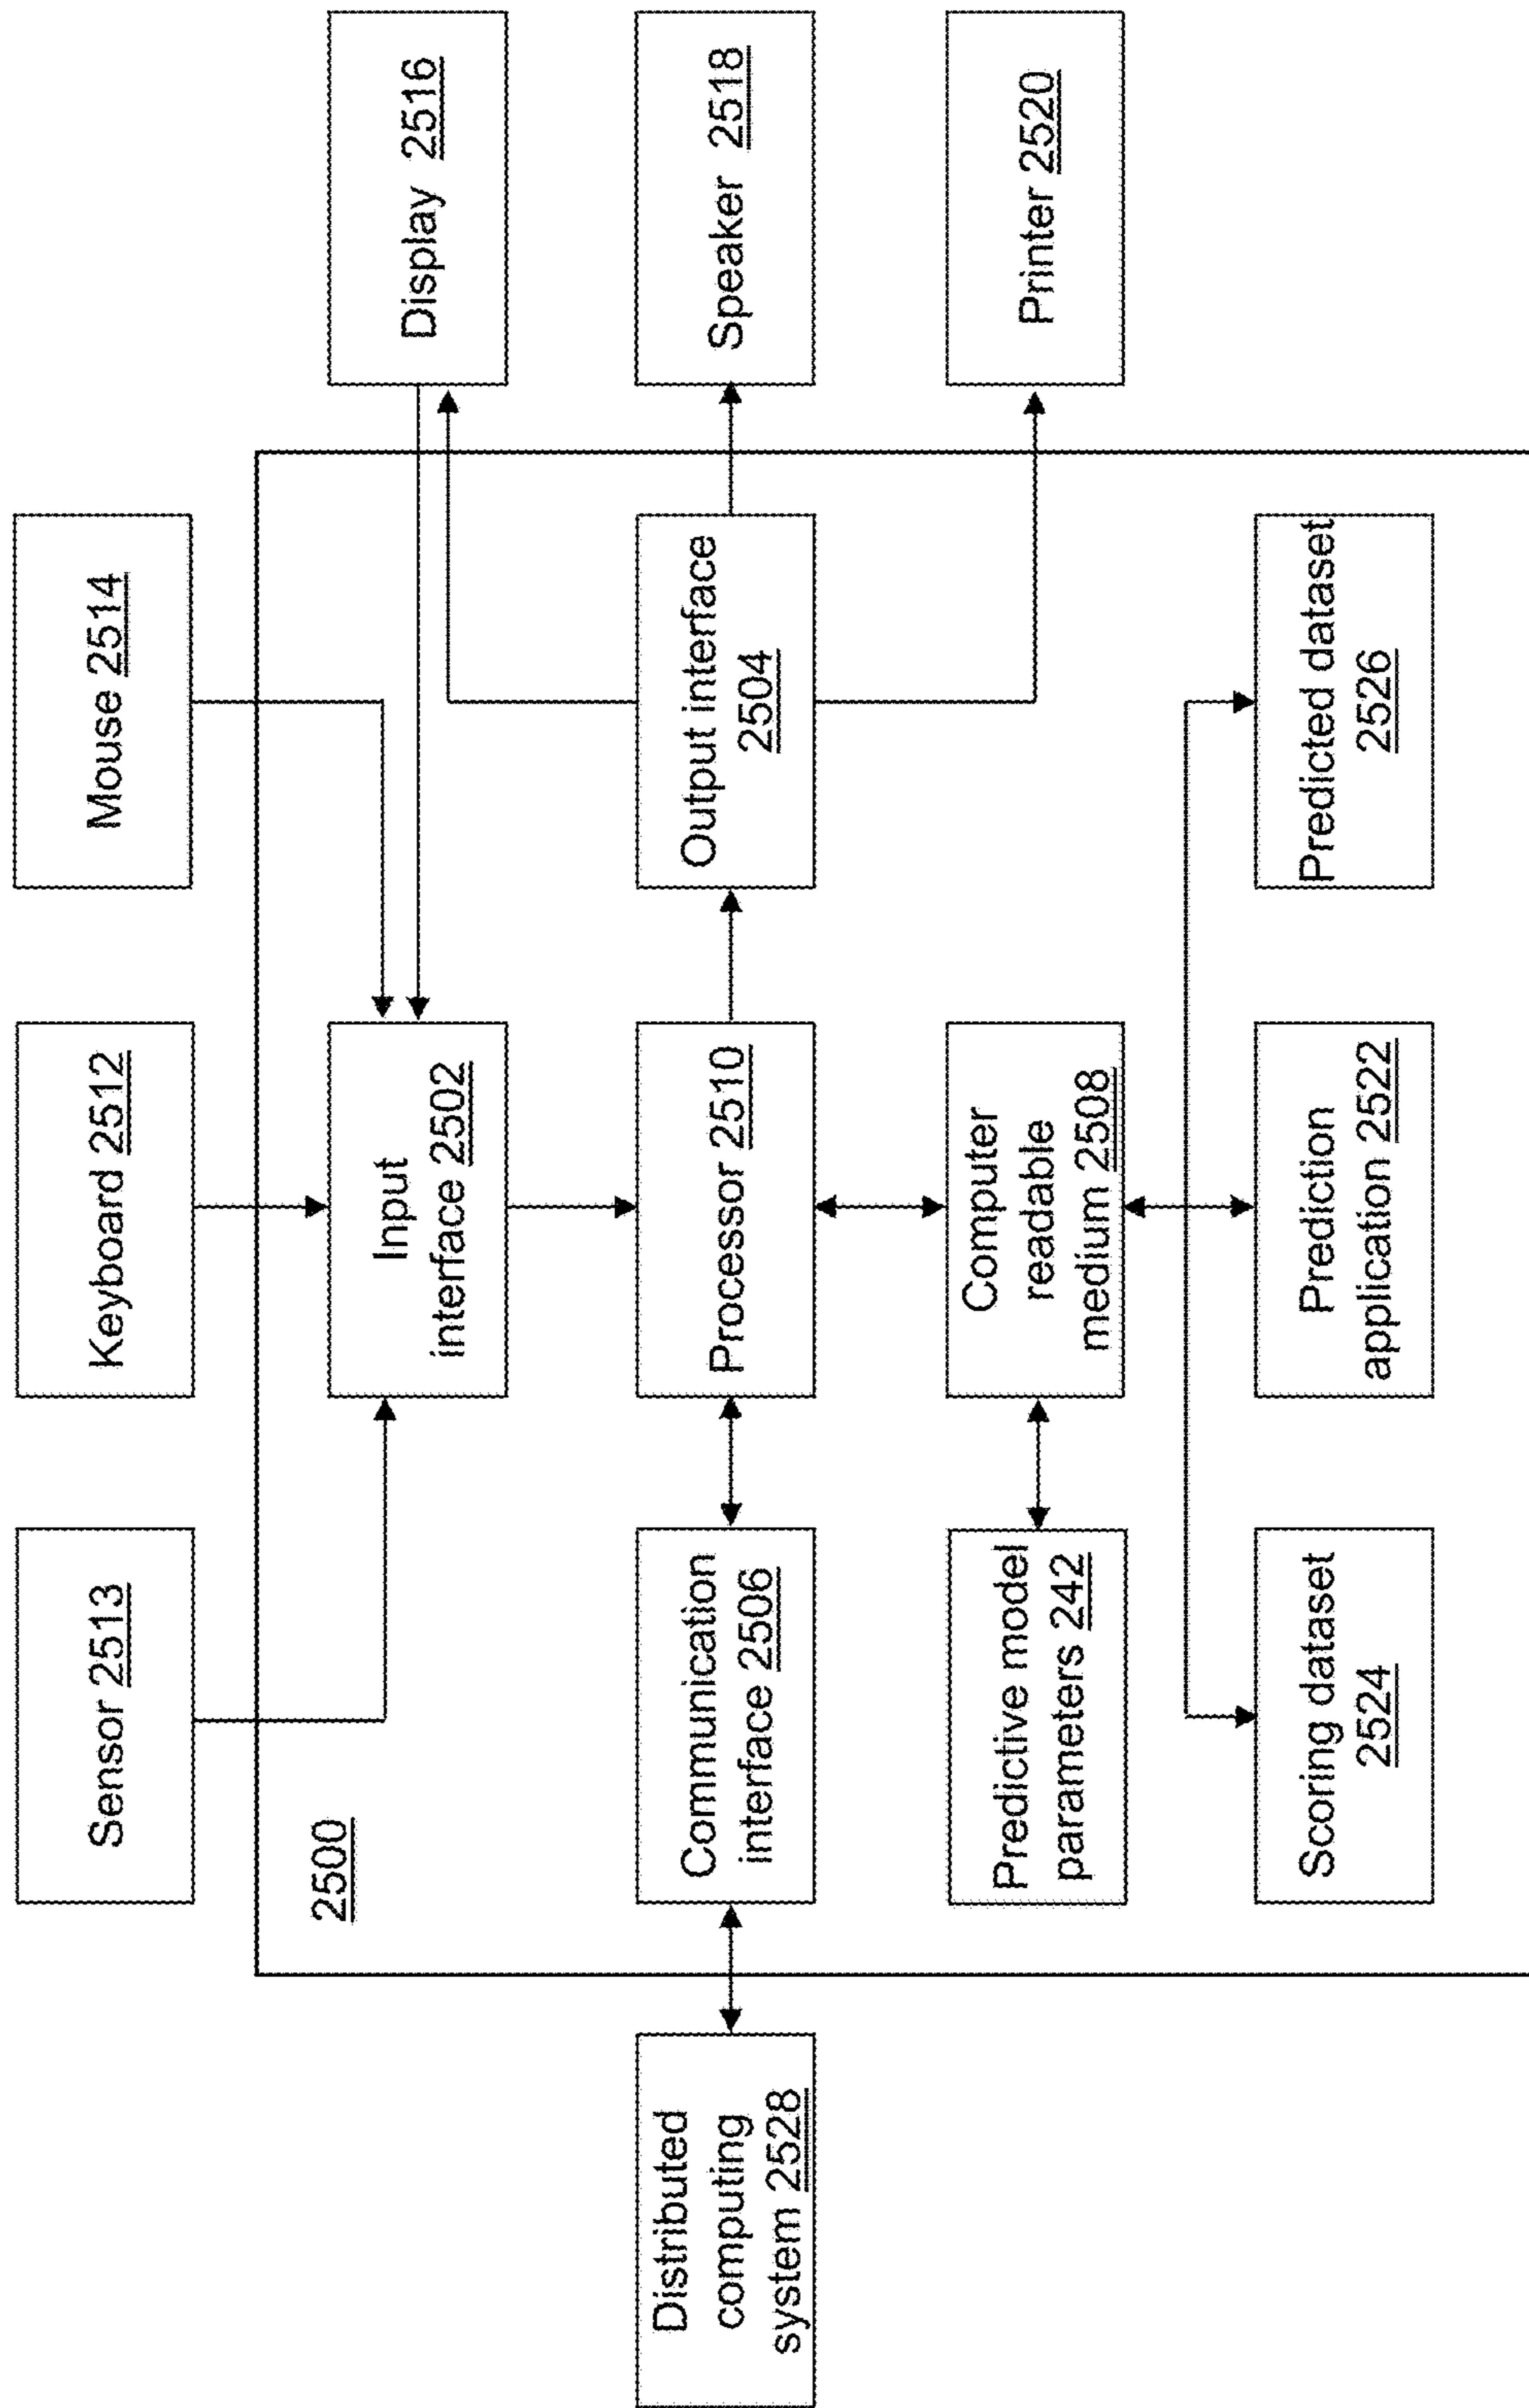 Sensor 2513
Keyboard 2512
Mouse 2514
2500
Input
interface 2502
Display 2516
Distributed
computing
system 2528
Communication
interface 2506
Processor 2510
Output interface
2504
Speaker 2518
Predictive model
parameters 242
Computer
readable
medium 2508
Printer 2520
Scoring dataset
2524
Prediction
application 2522
Predicted dataset
2526